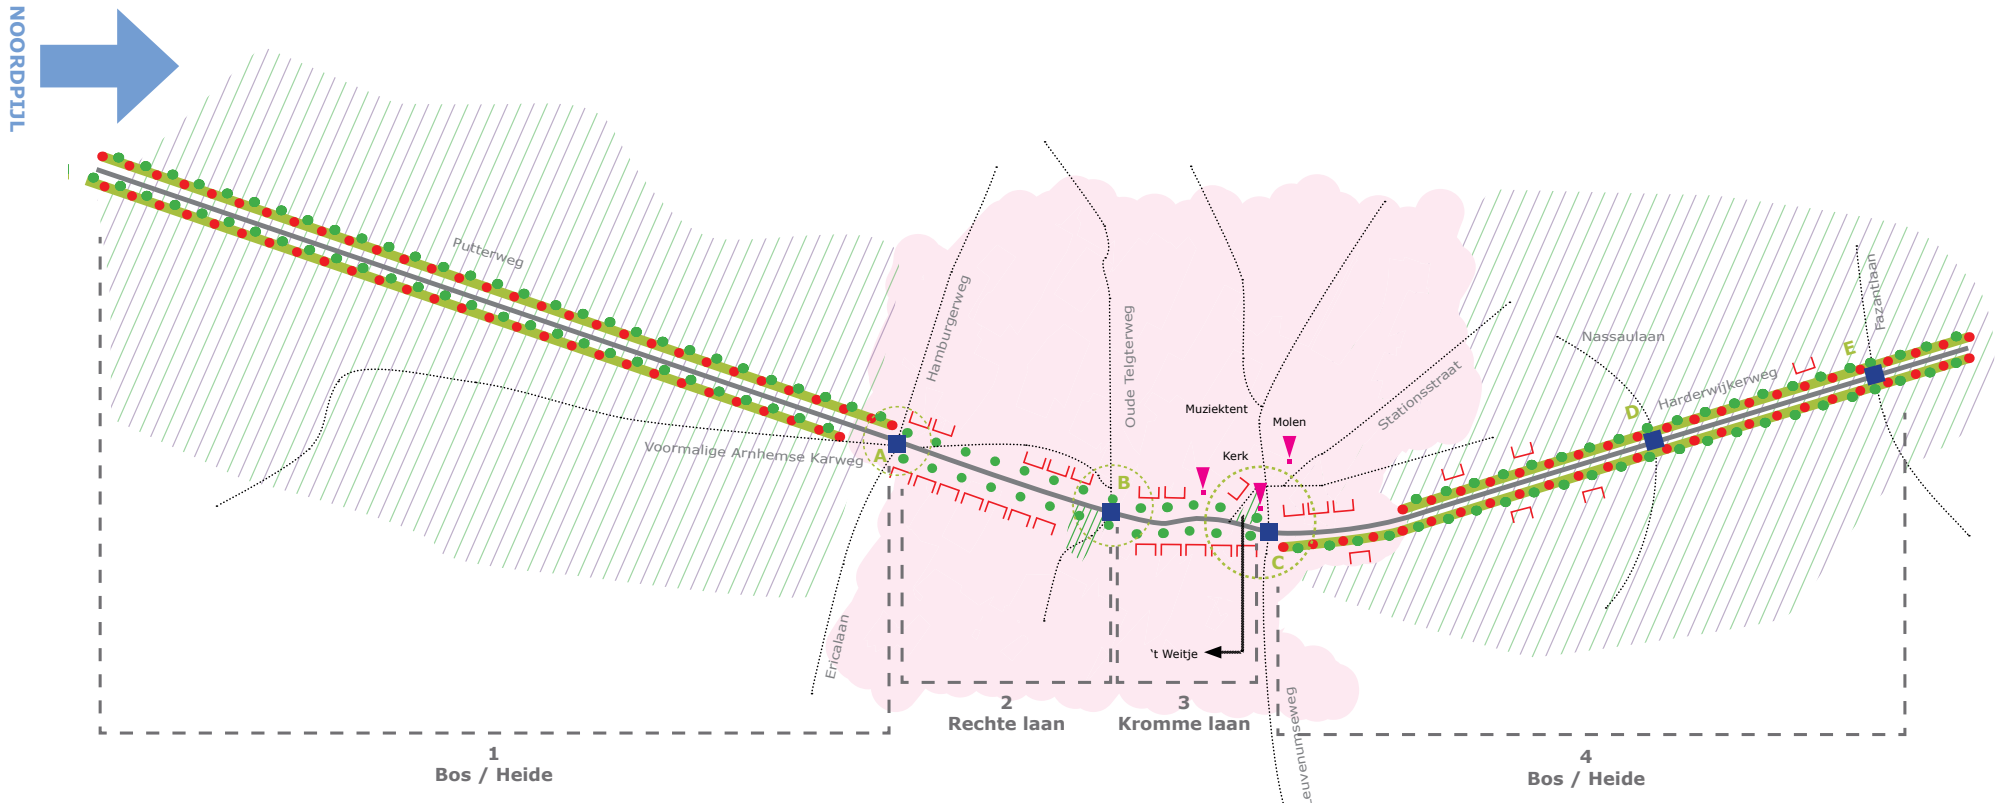 NOORDPIJL
Putterweg
Hamburgerweg
Voormalige Arnhemse Karweg
A
Ericalaan
Oude Telgterweg
B
Muziektent
Molen
Kerk
Stationsstraat
C
't Weitje
Nassaulaan
D
Harderwijkerweg
E
Fazantlaan
2
Rechte laan
3
Kromme laan
1
Bos / Heide
4
Bos / Heide